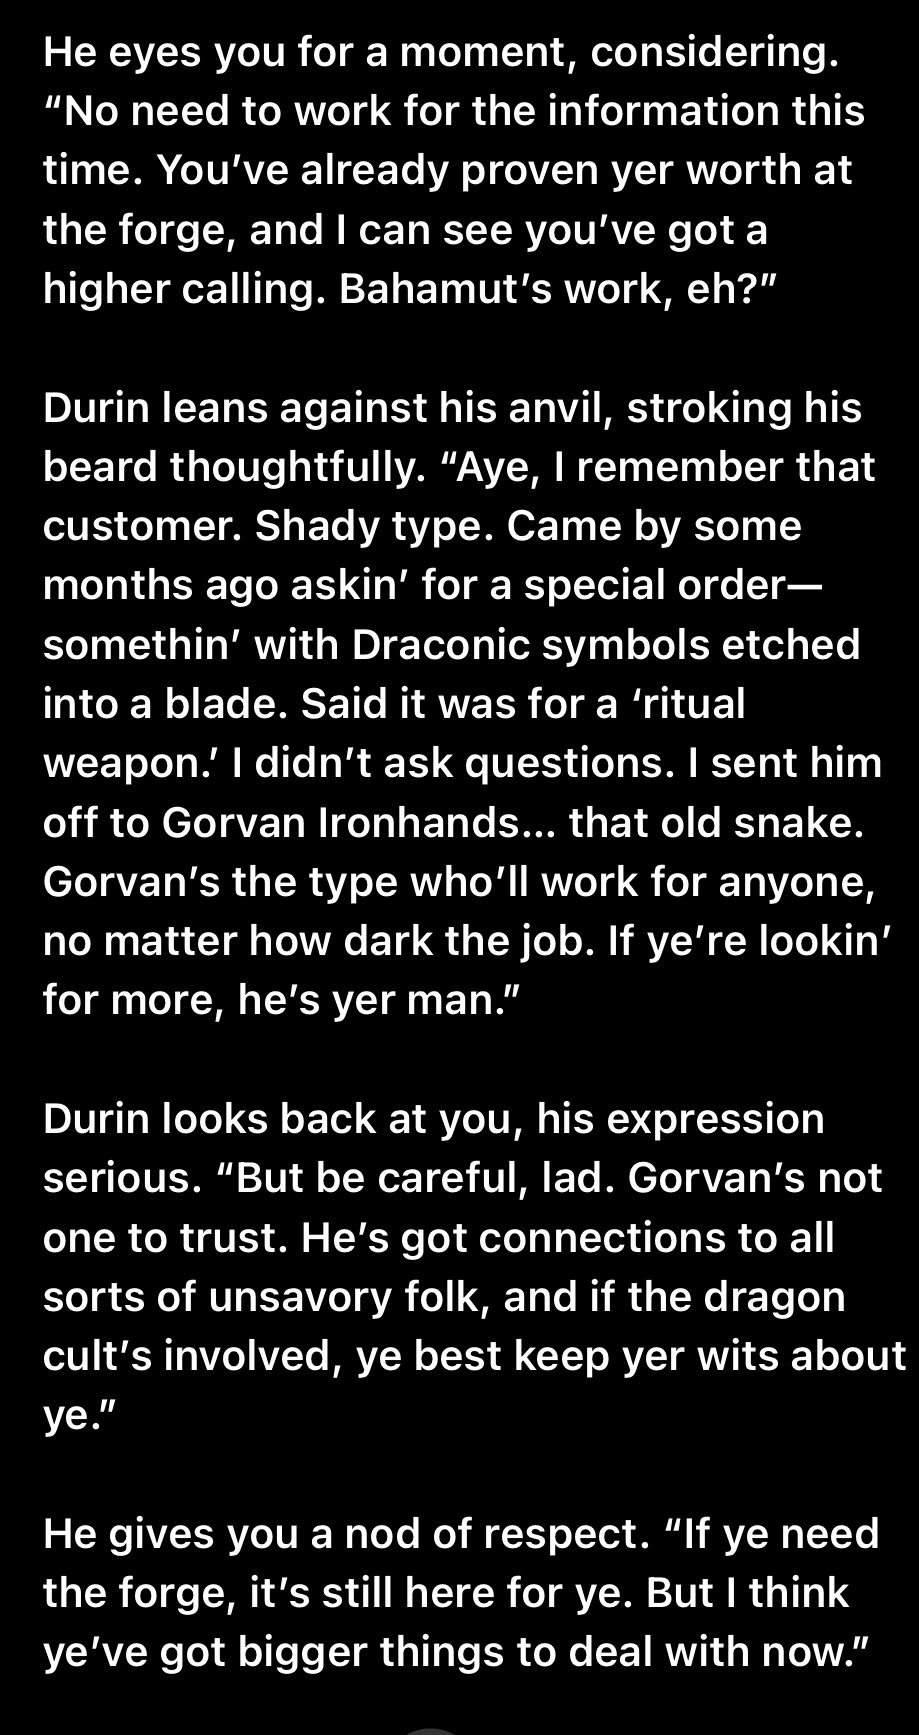 He eyes you for a moment, considering.
“No need to work for the information this
time. You’ve already proven yer worth at
the forge, and I can see you’ve got a
higher calling. Bahamut’s work, eh?”
Durin leans against his anvil, stroking his
beard thoughtfully. “Aye, I remember that
customer. Shady type. Came by some
months ago askin’ for a special order—
somethin’ with Draconic symbols etched
into a blade. Said it was for a ‘ritual
weapon.’ I didn’t ask questions. I sent him
off to Gorvan Ironhands... that old snake.
Gorvan’s the type who’ll work for anyone,
no matter how dark the job. If ye’re lookin’
for more, he’s yer man.”
Durin looks back at you, his expression
serious. “But be careful, lad. Gorvan’s not
one to trust. He’s got connections to all
sorts of unsavory folk, and if the dragon
cult’s involved, ye best keep yer wits about
ye.”
He gives you a nod of respect. “If ye need
the forge, it’s still here for ye. But I think
ye’ve got bigger things to deal with now.”